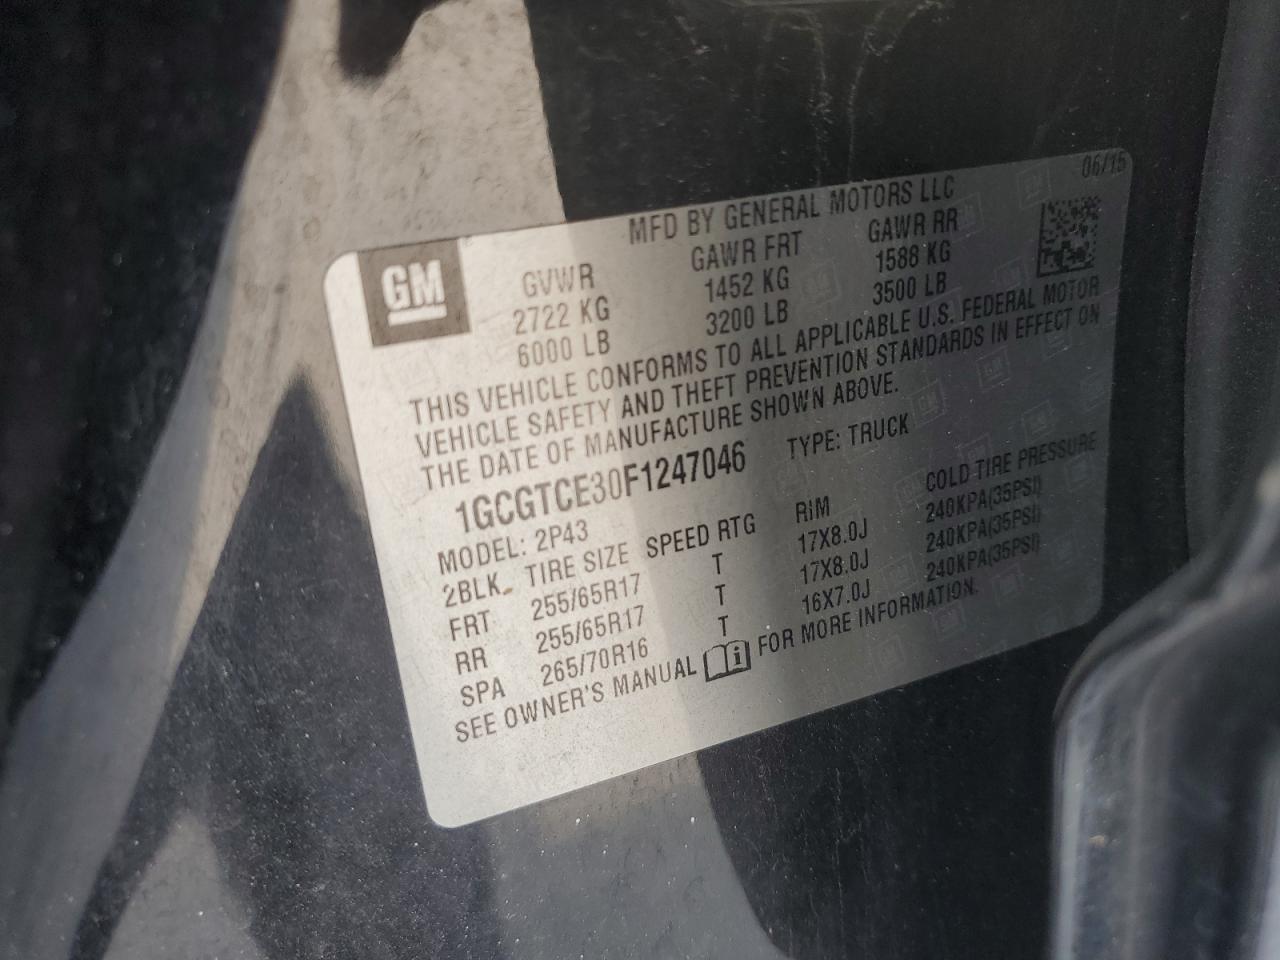 06/15
MFD BY GENERAL MOTORS LLC
GM
GVWR GAWR FRT GAWR RR
2722 KG 1452 KG 1588 KG
6000 LB 3200 LB 3500 LB
THIS VEHICLE CONFORMS TO ALL APPLICABLE U.S. FEDERAL MOTOR
VEHICLE SAFETY AND THEFT PREVENTION STANDARDS IN EFFECT ON
THE DATE OF MANUFACTURE SHOWN ABOVE.
1GCGTCE30F1247046 TYPE: TRUCK
MODEL: 2P43
2BLK TIRE SIZE SPEED RTG RIM COLD TIRE PRESSURE
FRT 255/65R17 T 17X8.0J 240KPA(35PSI)
RR 255/65R17 T 17X8.0J 240KPA(35PSI)
SPA 265/70R16 T 16X7.0J 240KPA(35PSI)
SEE OWNER'S MANUAL FOR MORE INFORMATION.